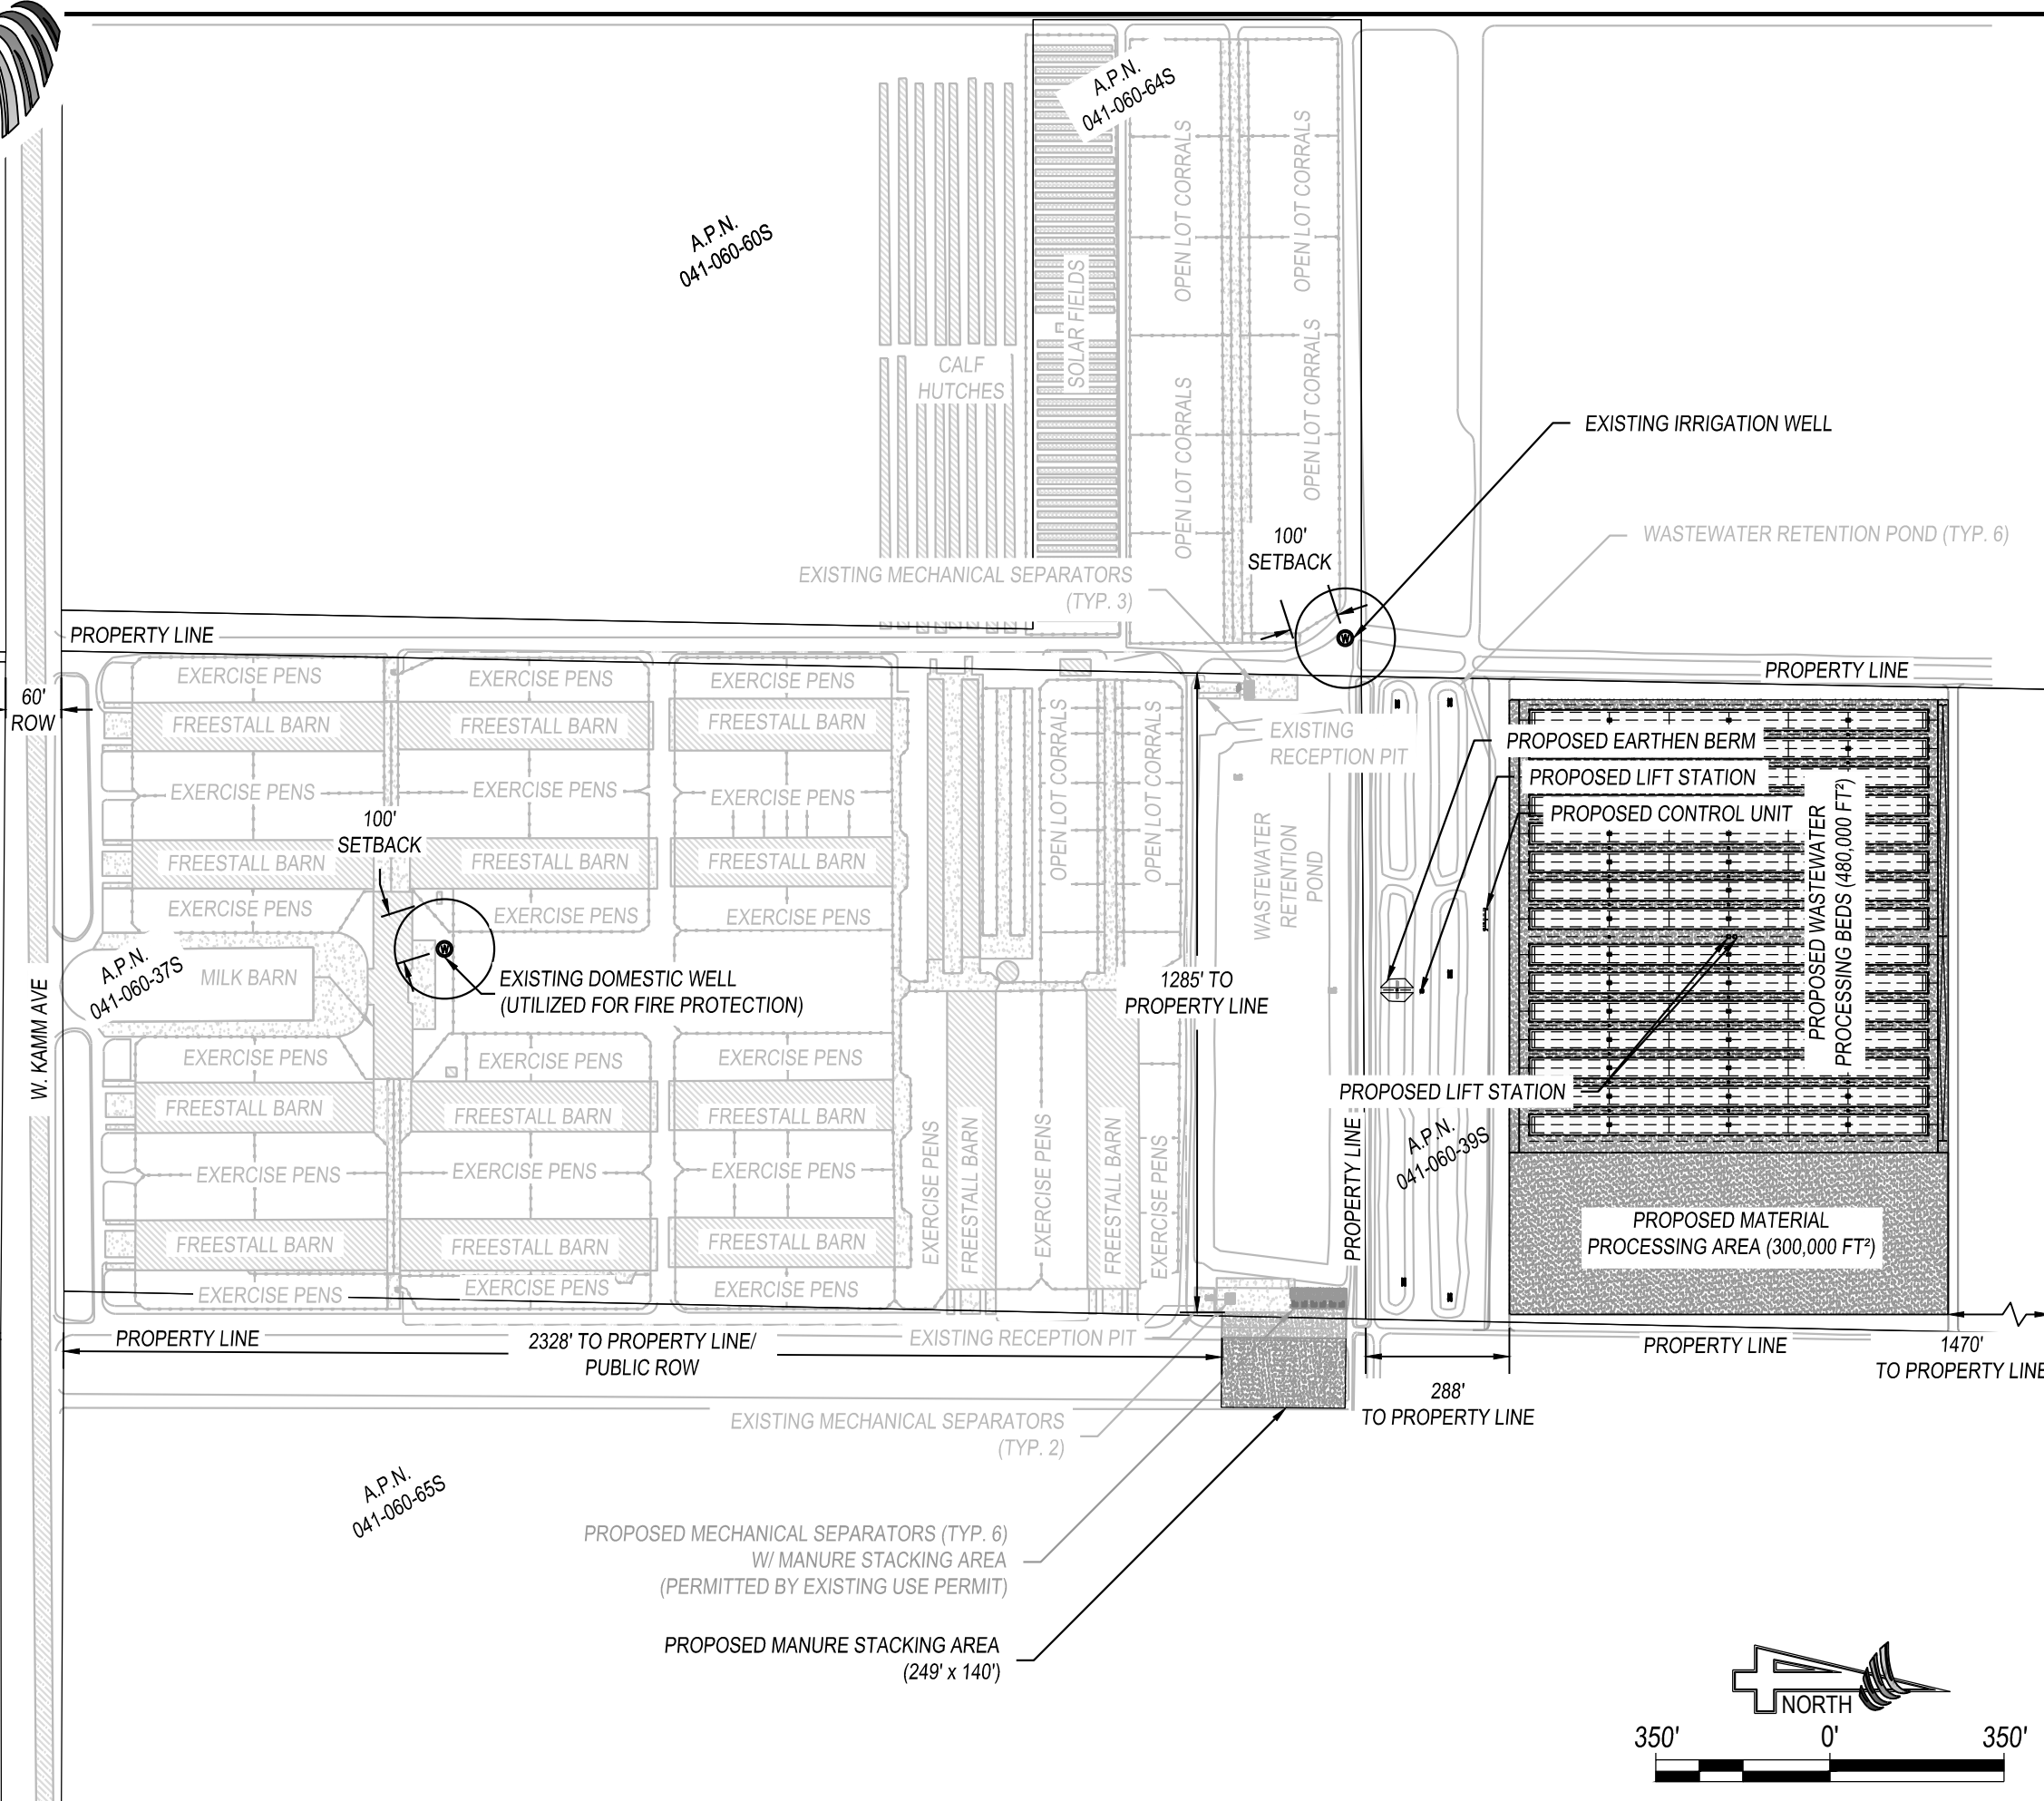 A.P.N.
041-060-64S
OPEN LOT CORRALS
OPEN LOT CORRALS
A.P.N.
041-060-60S
SOLAR FIELDS
CALF
HUTCHES
OPEN LOT CORRALS
OPEN LOT CORRALS
EXISTING IRRIGATION WELL
100'
SETBACK
WASTEWATER RETENTION POND (TYP. 6)
EXISTING MECHANICAL SEPARATORS
(TYP. 3)
W
PROPERTY LINE
PROPERTY LINE
60'
ROW
EXERCISE PENS
EXERCISE PENS
EXERCISE PENS
FREESTALL BARN
FREESTALL BARN
FREESTALL BARN
OPEN LOT CORRALS
OPEN LOT CORRALS
EXISTING
RECEPTION PIT
PROPOSED EARTHEN BERM
PROPOSED LIFT STATION
PROPOSED CONTROL UNIT
PROPOSED WASTEWATER
PROCESSING BEDS (480,000 FT²)
EXERCISE PENS
EXERCISE PENS
EXERCISE PENS
100'
SETBACK
FREESTALL BARN
FREESTALL BARN
FREESTALL BARN
WASTEWATER
RETENTION
POND
EXERCISE PENS
EXERCISE PENS
EXERCISE PENS
W
A.P.N.
041-060-37S
MILK BARN
EXISTING DOMESTIC WELL
(UTILIZED FOR FIRE PROTECTION)
1285' TO
PROPERTY LINE
W. KAMM AVE
EXERCISE PENS
EXERCISE PENS
EXERCISE PENS
PROPOSED LIFT STATION
FREESTALL BARN
FREESTALL BARN
FREESTALL BARN
EXERCISE PENS
FREESTALL BARN
EXERCISE PENS
FREESTALL BARN
EXERCISE PENS
PROPERTY LINE
A.P.N.
041-060-39S
EXERCISE PENS
EXERCISE PENS
EXERCISE PENS
PROPOSED MATERIAL
PROCESSING AREA (300,000 FT²)
FREESTALL BARN
FREESTALL BARN
FREESTALL BARN
EXERCISE PENS
EXERCISE PENS
EXERCISE PENS
PROPERTY LINE
2328' TO PROPERTY LINE/
PUBLIC ROW
EXISTING RECEPTION PIT
PROPERTY LINE
1470'
TO PROPERTY LINE
288'
TO PROPERTY LINE
EXISTING MECHANICAL SEPARATORS
(TYP. 2)
A.P.N.
041-060-65S
PROPOSED MECHANICAL SEPARATORS (TYP. 6)
W/ MANURE STACKING AREA
(PERMITTED BY EXISTING USE PERMIT)
PROPOSED MANURE STACKING AREA
(249' x 140')
NORTH
350'
0'
350'